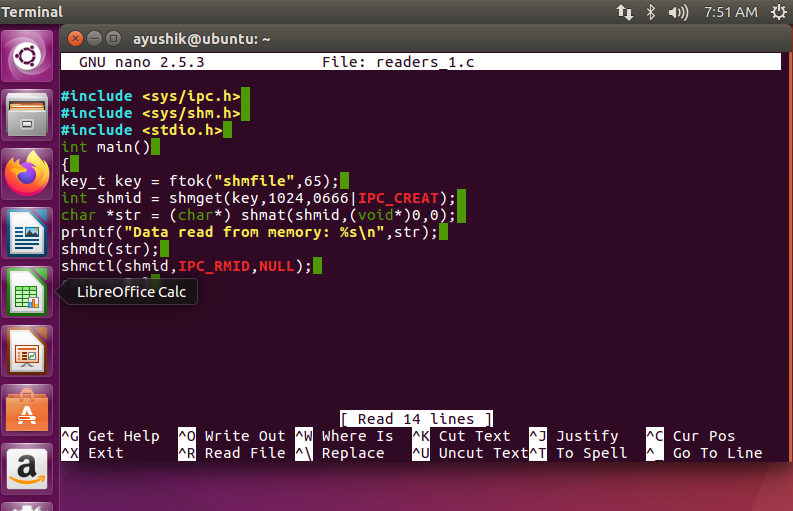 Terminal
7:51 AM
ayushik@ubuntu: ~
GNU nano 2.5.3 File: readers_1.c
#include <sys/ipc.h>
#include <sys/shm.h>
#include <stdio.h>
int main()
{
key_t key = ftok("shmfile",65);
int shmid = shmget(key,1024,0666|IPC_CREAT);
char *str = (char*) shmat(shmid,(void*)0,0);
printf("Data read from memory: %s\n",str);
shmdt(str);
shmctl(shmid,IPC_RMID,NULL);
LibreOffice Calc
[ Read 14 lines ]
^G Get Help ^O Write Out ^W Where Is ^K Cut Text ^J Justify ^C Cur Pos
^X Exit ^R Read File ^\ Replace ^U Uncut Text ^T To Spell ^_ Go To Line